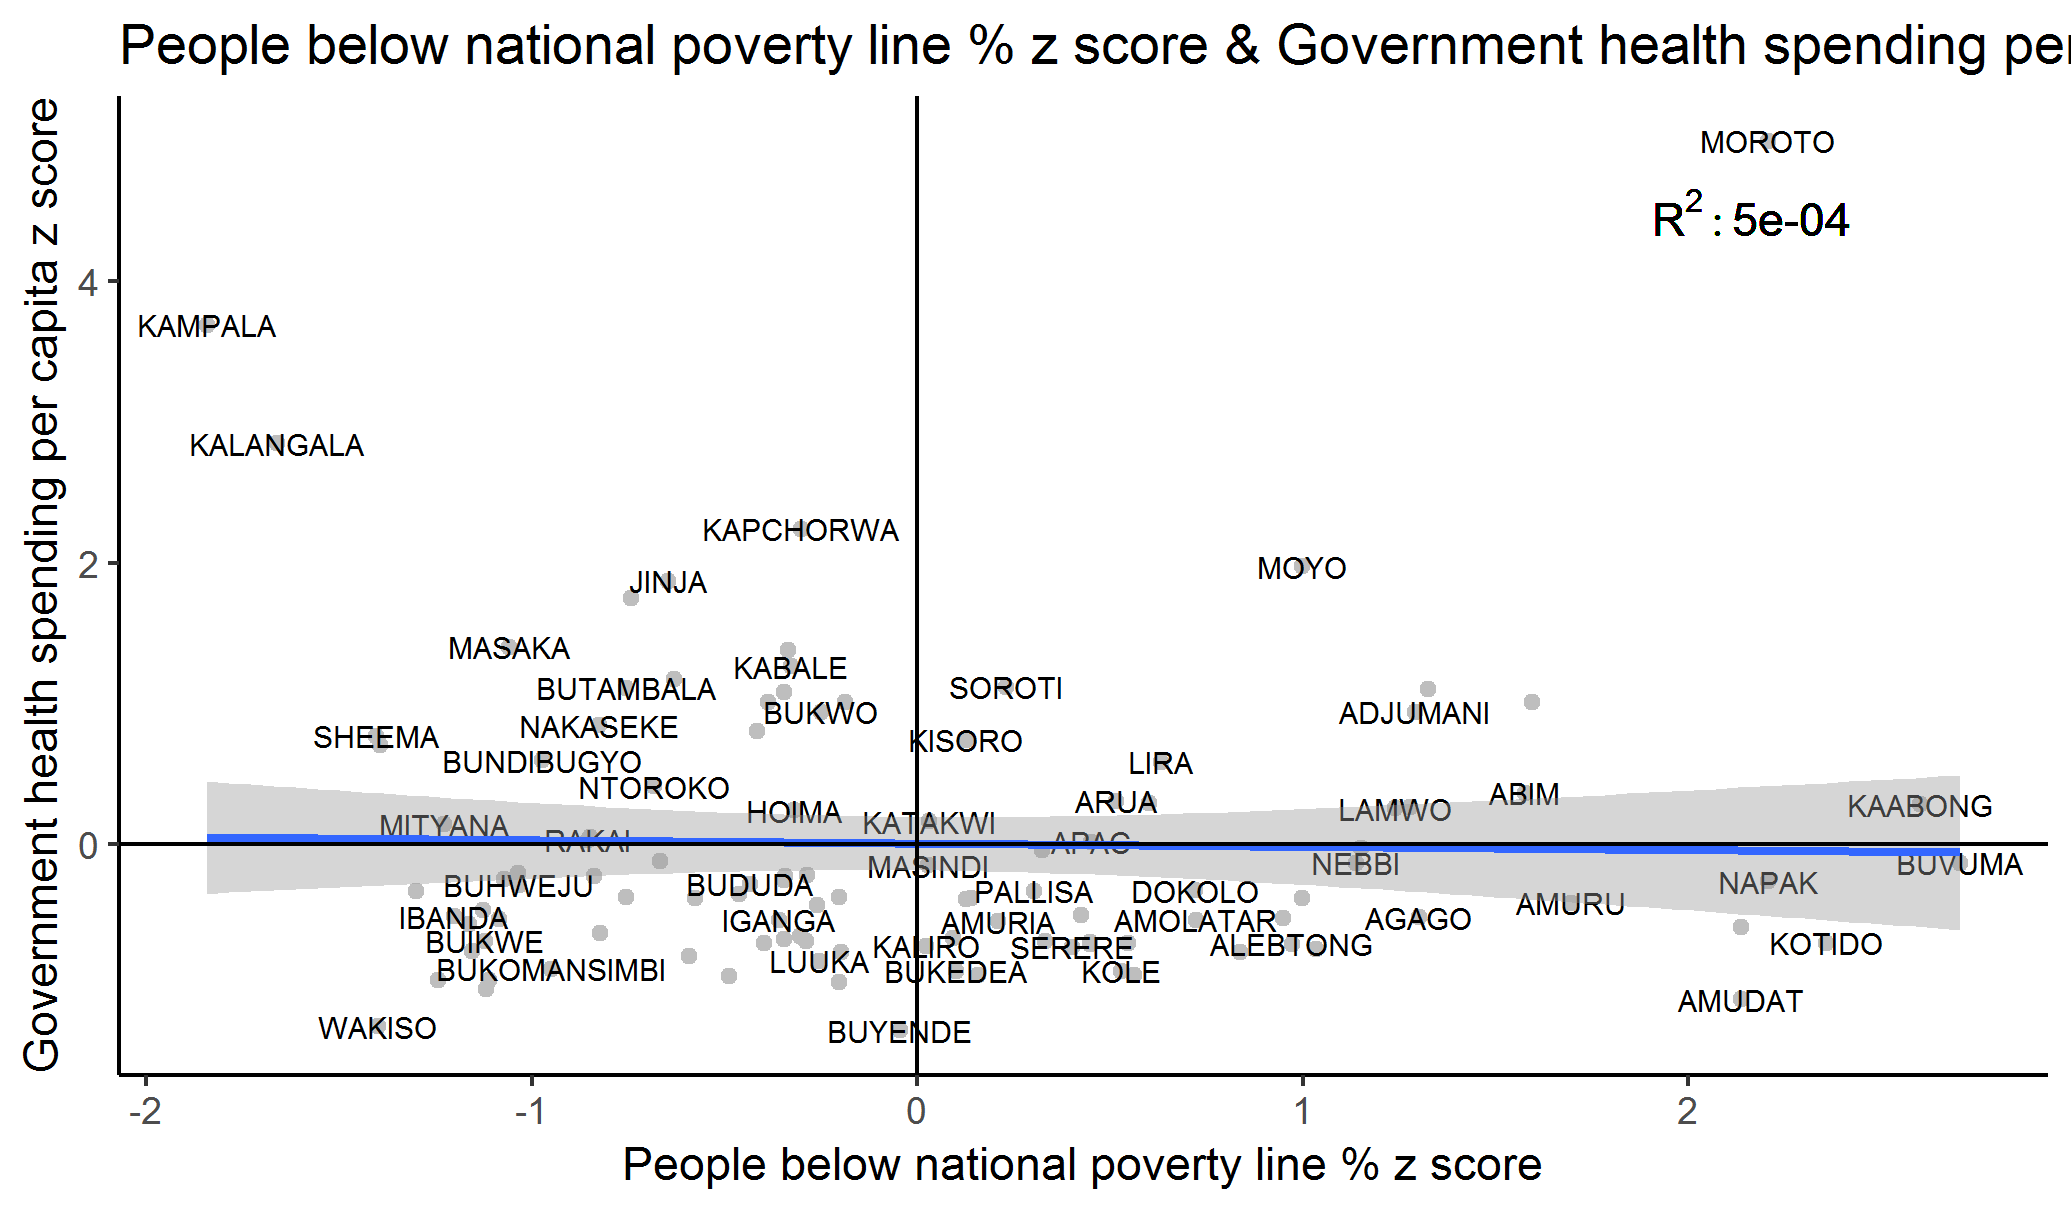 People below national poverty line % z score & Government health spending per
Government health spending per capita z score
MOROTO
R2 : 5e-04
4
KAMPALA
KALANGALA
KAPCHORWA
2
MOYO
JINJA
MASAKA
KABALE
BUTAMBALA
SOROTI
BUKWO
ADJUMANI
NAKASEKE
SHEEMA
KISORO
BUNDIBUGYO
LIRA
NTOROKO
ABIM
ARUA
HOIMA
LAMWO
KAABONG
KATAKWI
MITYANA
RAKAI
APAC
0
MASINDI
NEBBI
BUVUMA
BUHWEJU
BUDUDA
NAPAK
PALLISA
DOKOLO
AMURU
IBANDA
IGANGA
AMURIA
AMOLATAR
AGAGO
BUIKWE
KALIRO
SERERE
ALEBTONG
KOTIDO
LUUKA
BUKOMANSIMBI
BUKEDEA
KOLE
AMUDAT
WAKISO
BUYENDE
-2
-1
0
1
2
People below national poverty line % z score